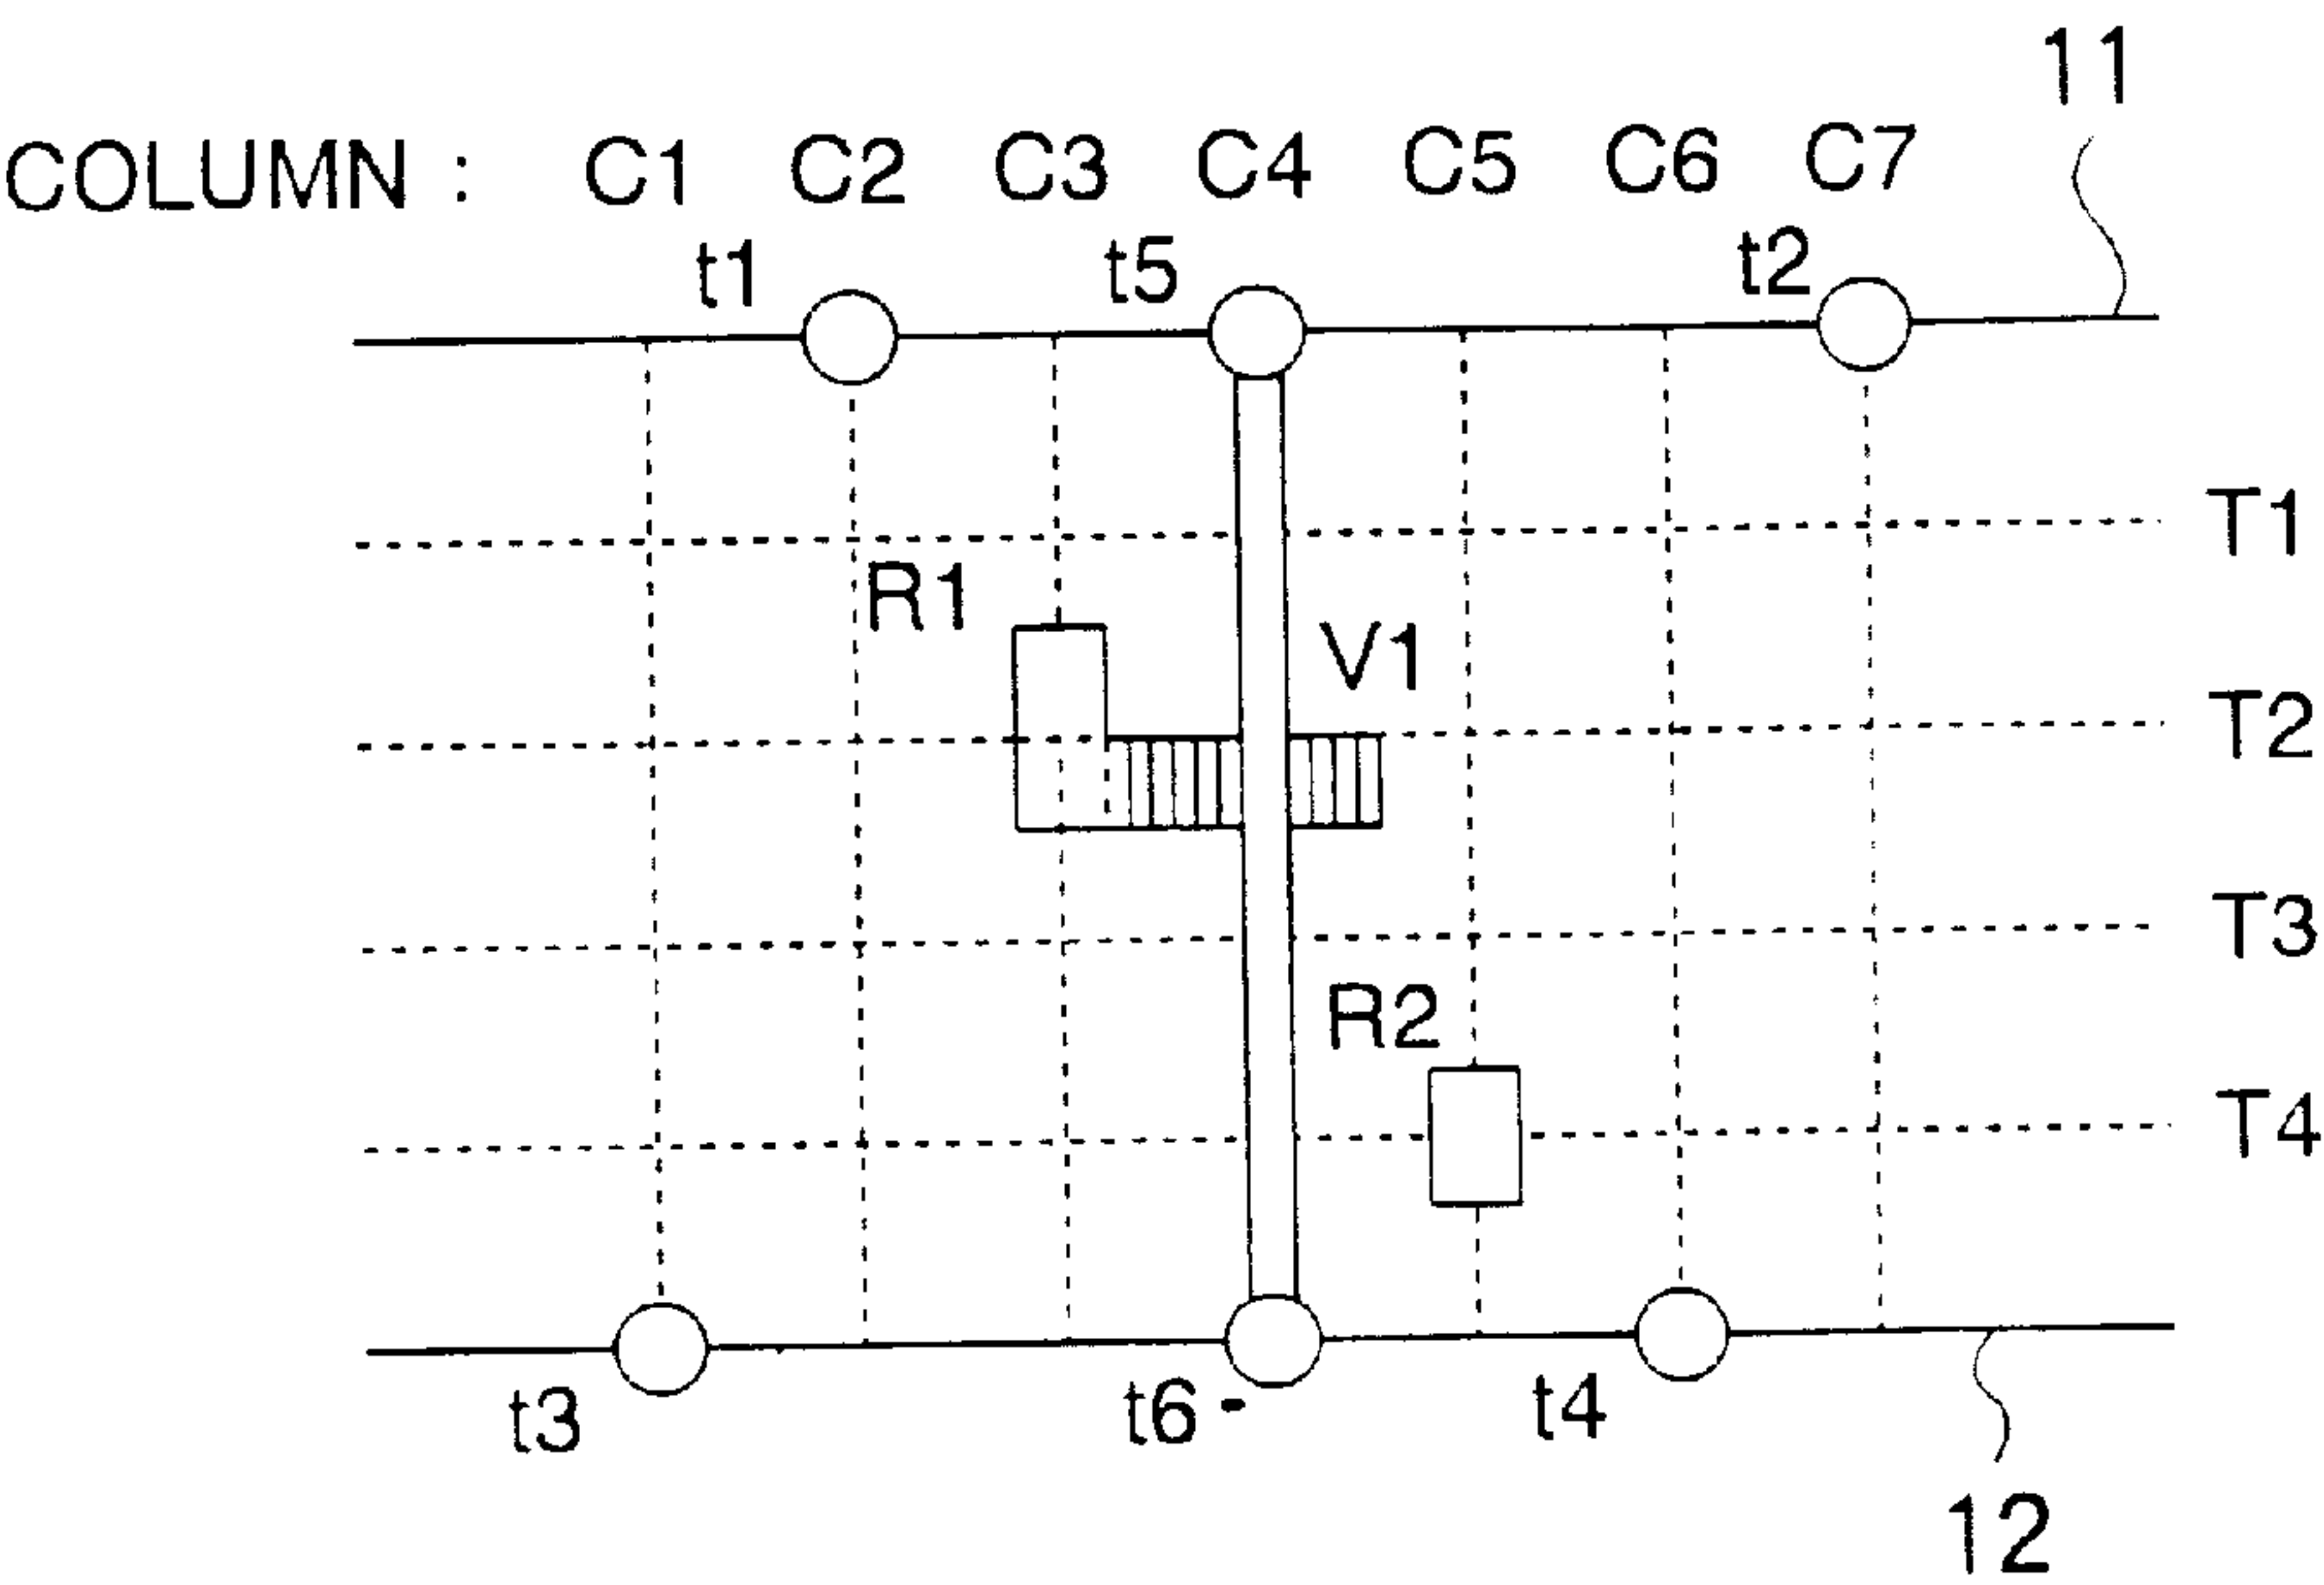 11
COLUMN : C1 C2 C3 C4 C5 C6 C7
t1 t5 t2
T1
R1
V1
T2
T3
R2
T4
t3 t6 t4
12